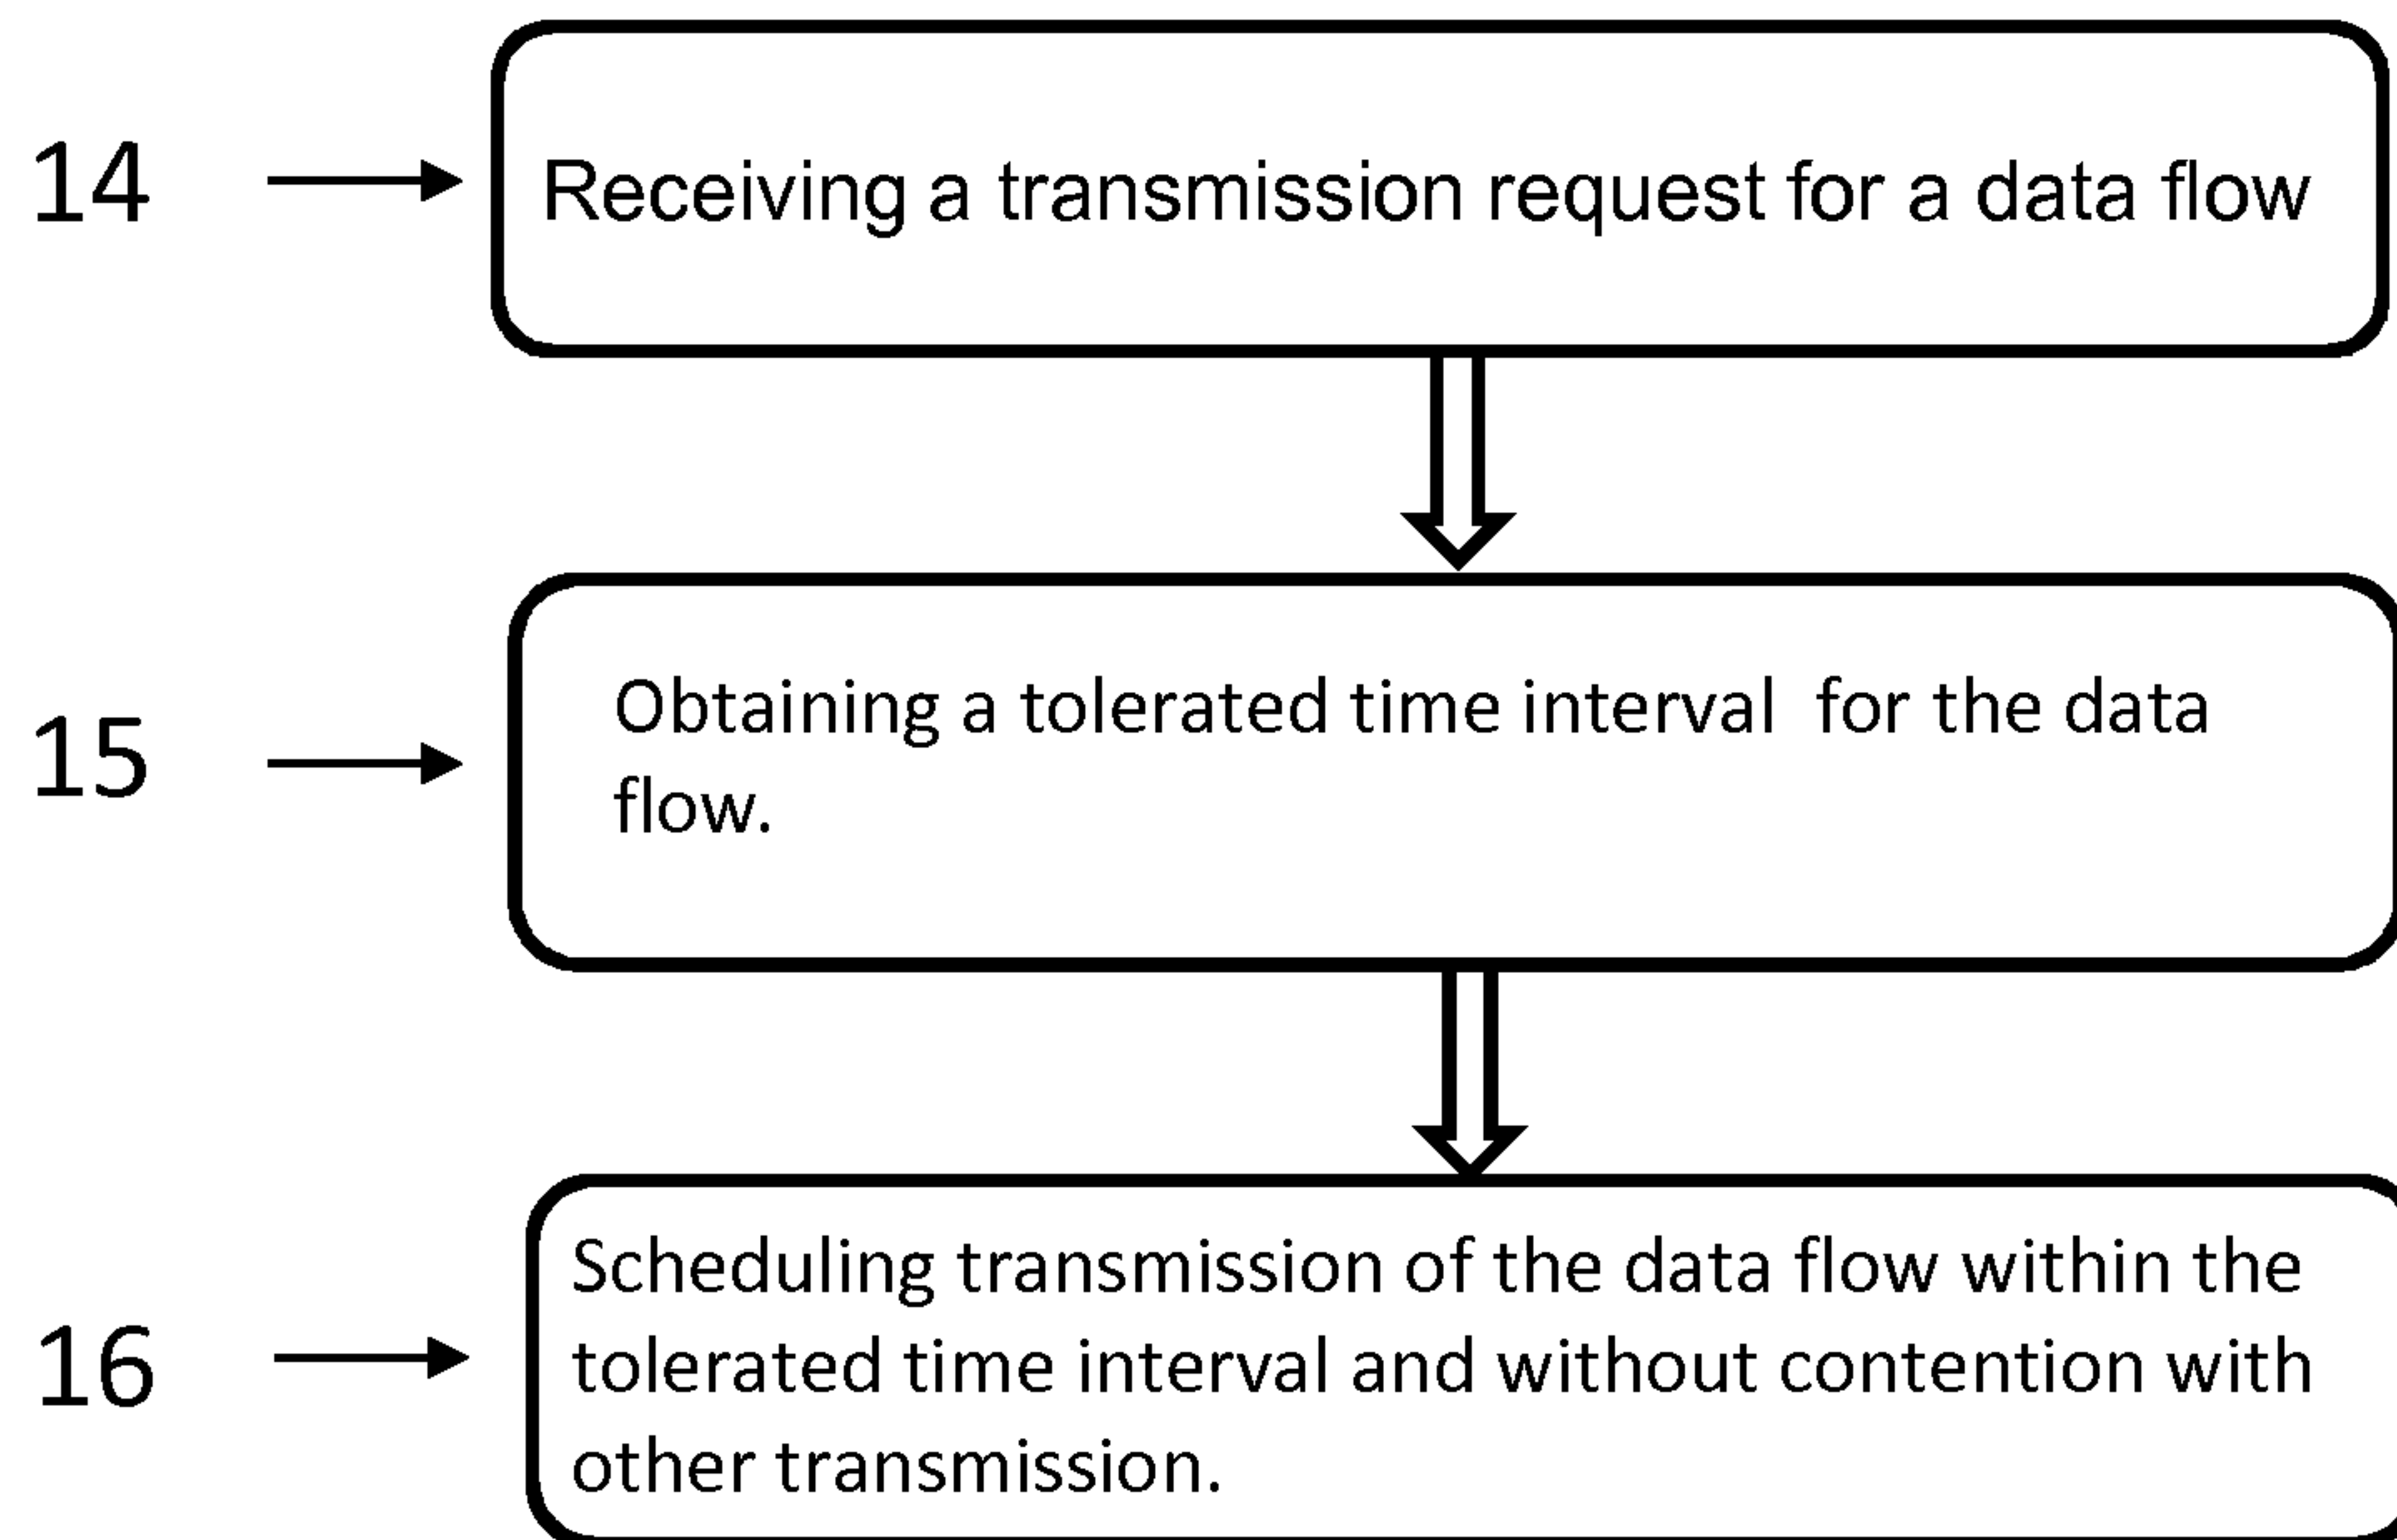 14
Receiving a transmission request for a data flow
15
Obtaining a tolerated time interval for the data
flow.
16
Scheduling transmission of the data flow within the
tolerated time interval and without contention with
other transmission.